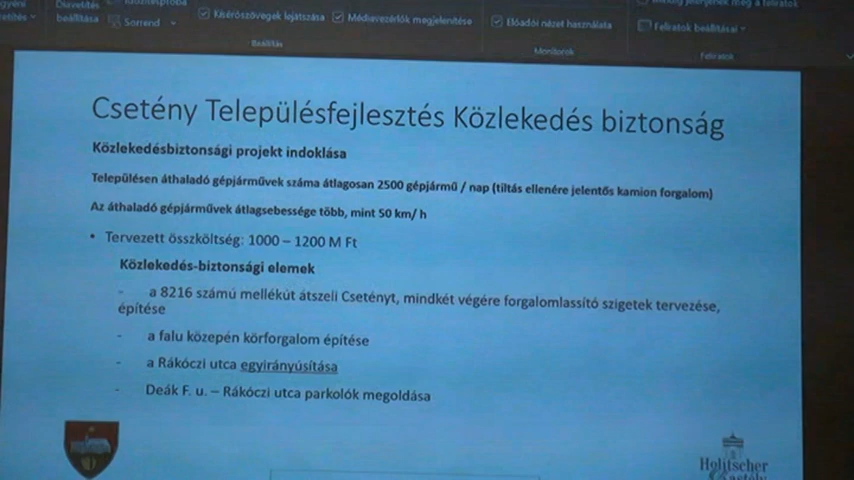 Diavetítés
beállítása
Sorrend
Kísérőszövegek lejátszása
Médiavezérlők megjelenítése
Előadói nézet használata
Feliratok beállításai
Beállítás
Monitorok
Feliratok
Csetény Településfejlesztés Közlekedés biztonság
Közlekedésbiztonsági projekt indoklása
Településen áthaladó gépjárművek száma átlagosan 2500 gépjármű / nap (tiltás ellenére jelentős kamion forgalom)
Az áthaladó gépjárművek átlagsebessége több, mint 50 km/ h
• Tervezett összköltség: 1000 – 1200 M Ft
Közlekedés-biztonsági elemek
- a 8216 számú mellékút átszeli Csetényt, mindkét végére forgalomlassító szigetek tervezése,
építése
- a falu közepén körforgalom építése
- a Rákóczi utca egyirányúsítása
- Deák F. u. – Rákóczi utca parkolók megoldása
Holitscher
Kastély